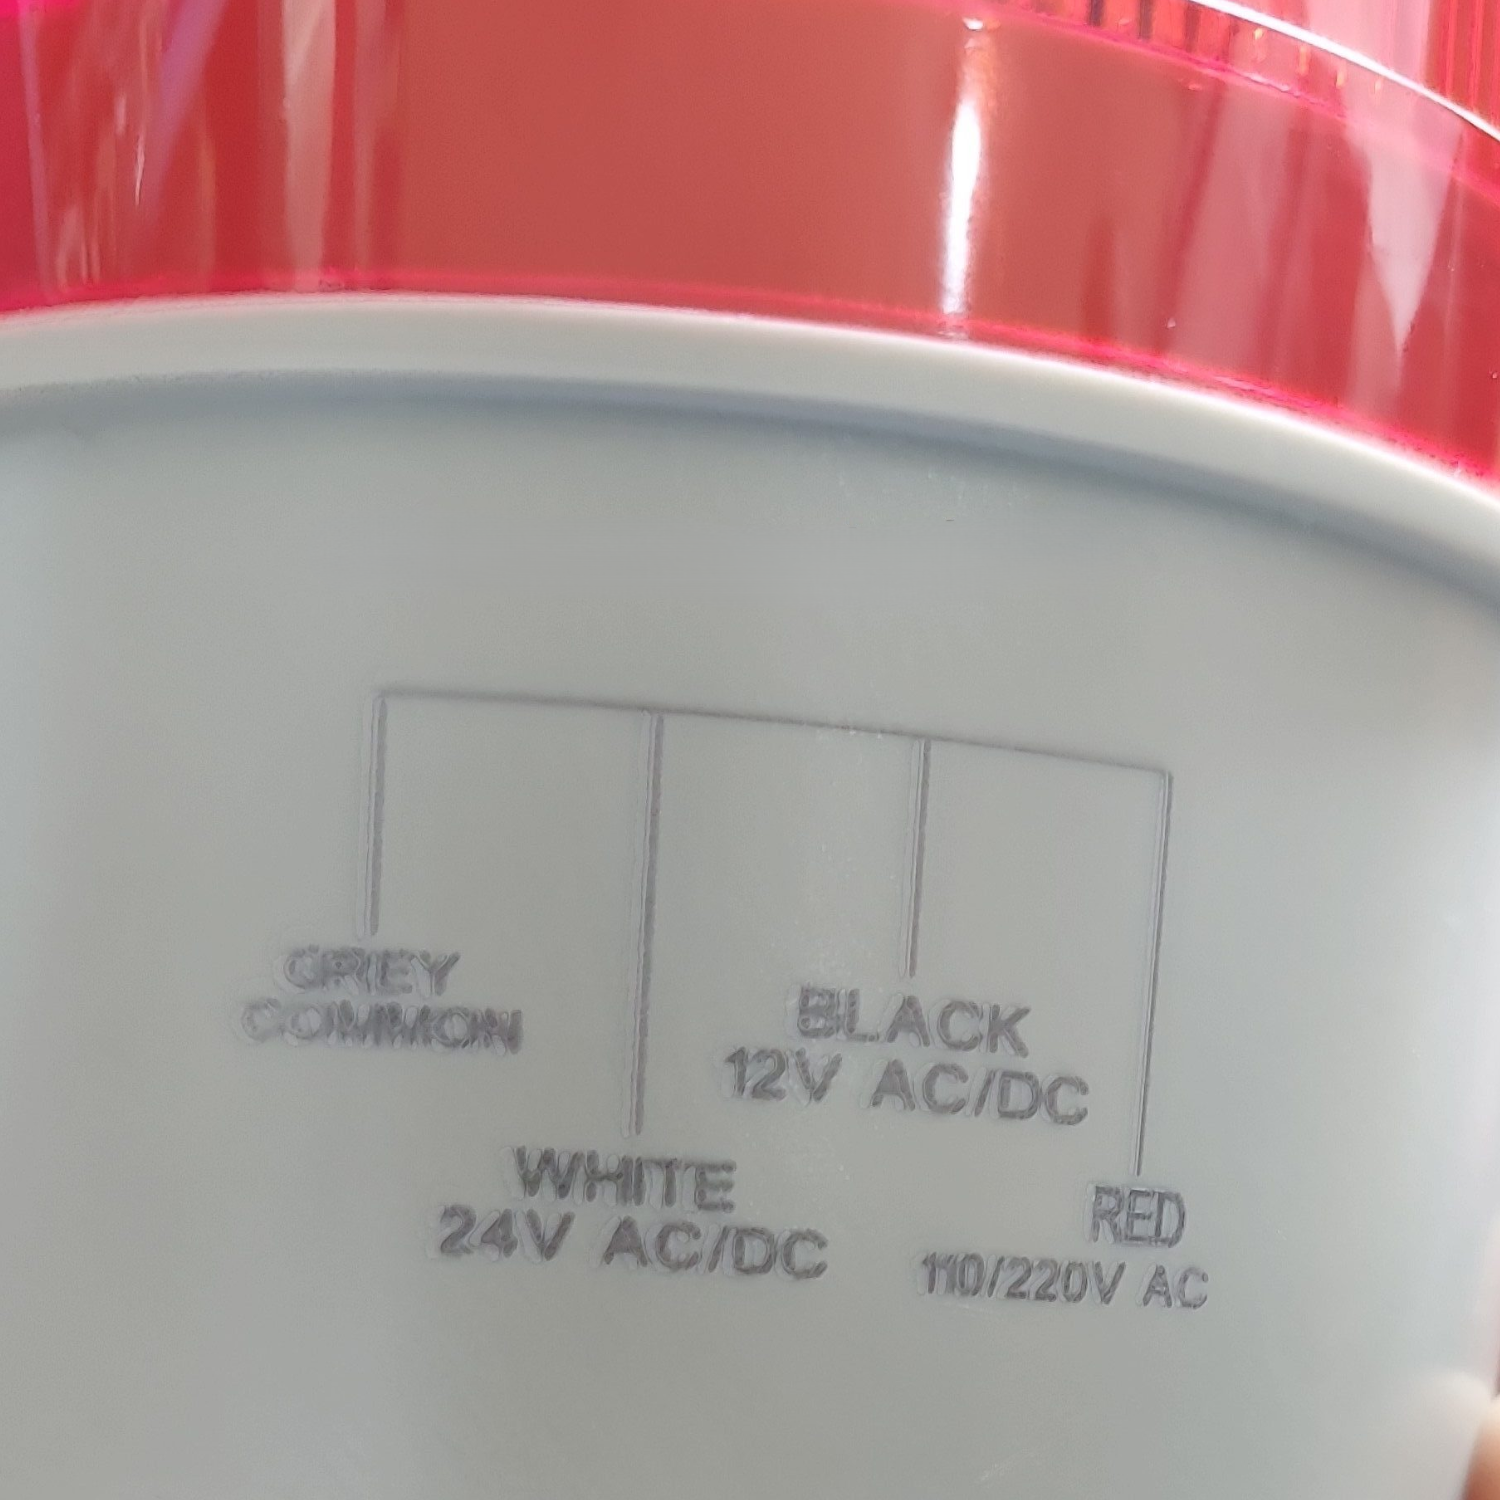 GREY
COMMON
BLACK
12V AC/DC
WHITE
24V AC/DC
RED
110/220V AC